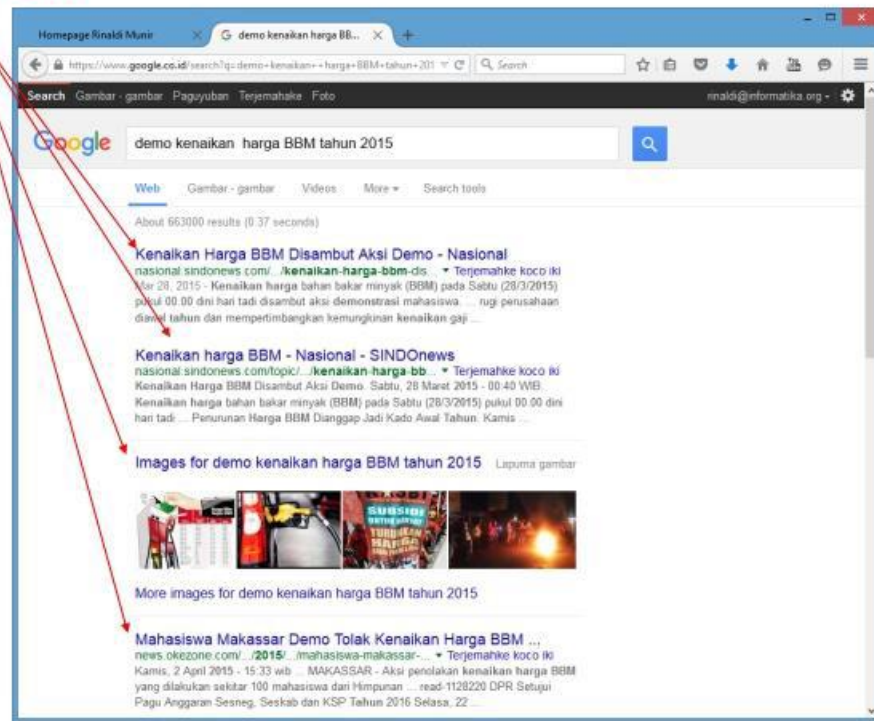 Homepage Rinaldi Munir
demo kenaikan harga BB...
https://www.google.co.id/search?q=demo+kenaikan++harga+BBM+tahun+201
Search
Search Gambar - gambar Paguyuban Terjemahake Foto
rinaldi@informatika.org
Google
demo kenaikan harga BBM tahun 2015
Web Gambar - gambar Videos More Search tools
About 663000 results (0.37 seconds)
Kenaikan Harga BBM Disambut Aksi Demo - Nasional
nasional.sindonews.com/.../kenaikan-harga-bbm-dis... Terjemahke koco iki
Mar 28, 2015 - Kenaikan harga bahan bakar minyak (BBM) pada Sabtu (28/3/2015)
pukul 00.00 dini hari tadi disambut aksi demonstrasi mahasiswa. ... rugi perusahaan
diawal tahun dan mempertimbangkan kemungkinan kenaikan gaji ...
Kenaikan harga BBM - Nasional - SINDOnews
nasional.sindonews.com/topic/.../kenaikan-harga-bb... Terjemahke koco iki
Kenaikan Harga BBM Disambut Aksi Demo. Sabtu, 28 Maret 2015 - 00:40 WIB.
Kenaikan harga bahan bakar minyak (BBM) pada Sabtu (28/3/2015) pukul 00.00 dini
hari tadi ... Penurunan Harga BBM Dianggap Jadi Kado Awal Tahun. Kamis ...
Images for demo kenaikan harga BBM tahun 2015 Lapuma gambar
SUBSIDI
UNTUK RAKYAT
TURUNKAN
HARGA
More images for demo kenaikan harga BBM tahun 2015
Mahasiswa Makassar Demo Tolak Kenaikan Harga BBM ...
news.okezone.com/.../2015/.../mahasiswa-makassar-... Terjemahke koco iki
Kamis, 2 April 2015 - 15:33 wib ... MAKASSAR - Aksi penolakan kenaikan harga BBM
yang dilakukan sekitar 100 mahasiswa dari Himpunan ... read-1128220 DPR Setujui
Pagu Anggaran Sesneg, Seskab dan KSP Tahun 2016 Selasa, 22 ...